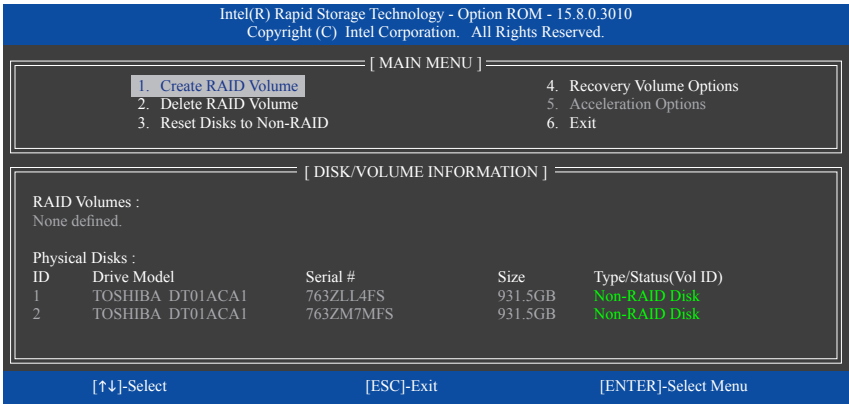 Intel(R) Rapid Storage Technology - Option ROM - 15.8.0.3010
Copyright (C) Intel Corporation. All Rights Reserved.
[ MAIN MENU ]
1. Create RAID Volume
2. Delete RAID Volume
3. Reset Disks to Non-RAID
4. Recovery Volume Options
5. Acceleration Options
6. Exit
[ DISK/VOLUME INFORMATION ]
RAID Volumes :
None defined.
Physical Disks :
ID Drive Model Serial # Size Type/Status(Vol ID)
1 TOSHIBA DT01ACA1 763ZLL4FS 931.5GB Non-RAID Disk
2 TOSHIBA DT01ACA1 763ZM7MFS 931.5GB Non-RAID Disk
[↑↓]-Select [ESC]-Exit [ENTER]-Select Menu